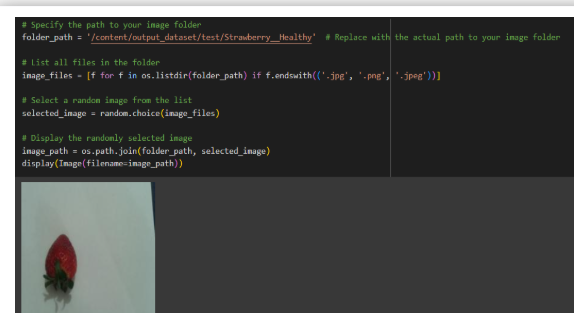 # Specify the path to your image folder
folder_path = '/content/output_dataset/test/Strawberry__Healthy'  # Replace with the actual path to your image folder
# List all files in the folder
image_files = [f for f in os.listdir(folder_path) if f.endswith(('.jpg', '.png', '.jpeg'))]
# Select a random image from the list
selected_image = random.choice(image_files)
# Display the randomly selected image
image_path = os.path.join(folder_path, selected_image)
display(Image(filename=image_path))